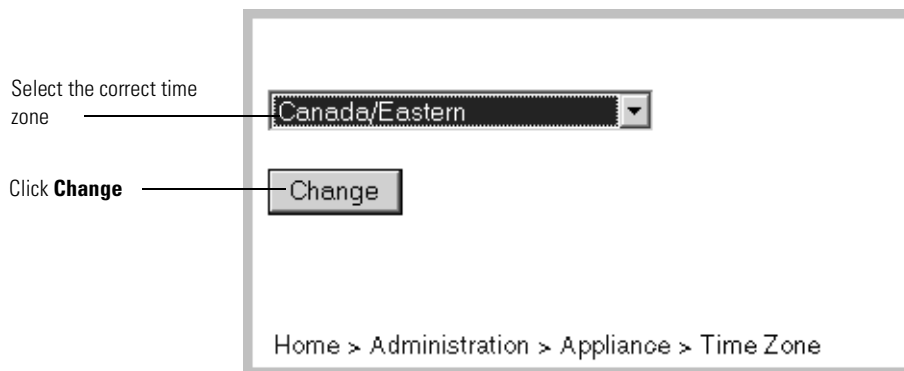 Select the correct time
zone
Canada/Eastern
Click Change
Change
Home > Administration > Appliance > Time Zone